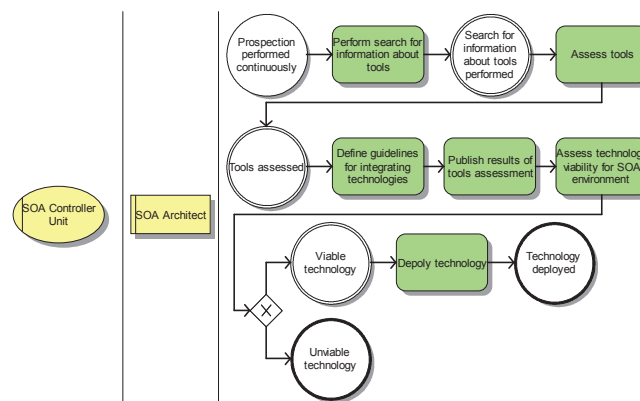 Prospection
performed
continuously
Perform search for
information about
tools
Search for
information
about tools
performed
Assess tools
Tools assessed
Define guidelines
for integrating
technologies
Publish results of
tools assessment
Assess technolog
viability for SOA
environment
SOA Controller
Unit
SOA Architect
Viable
technology
Depoly technology
Technology
deployed
X
Unviable
technology